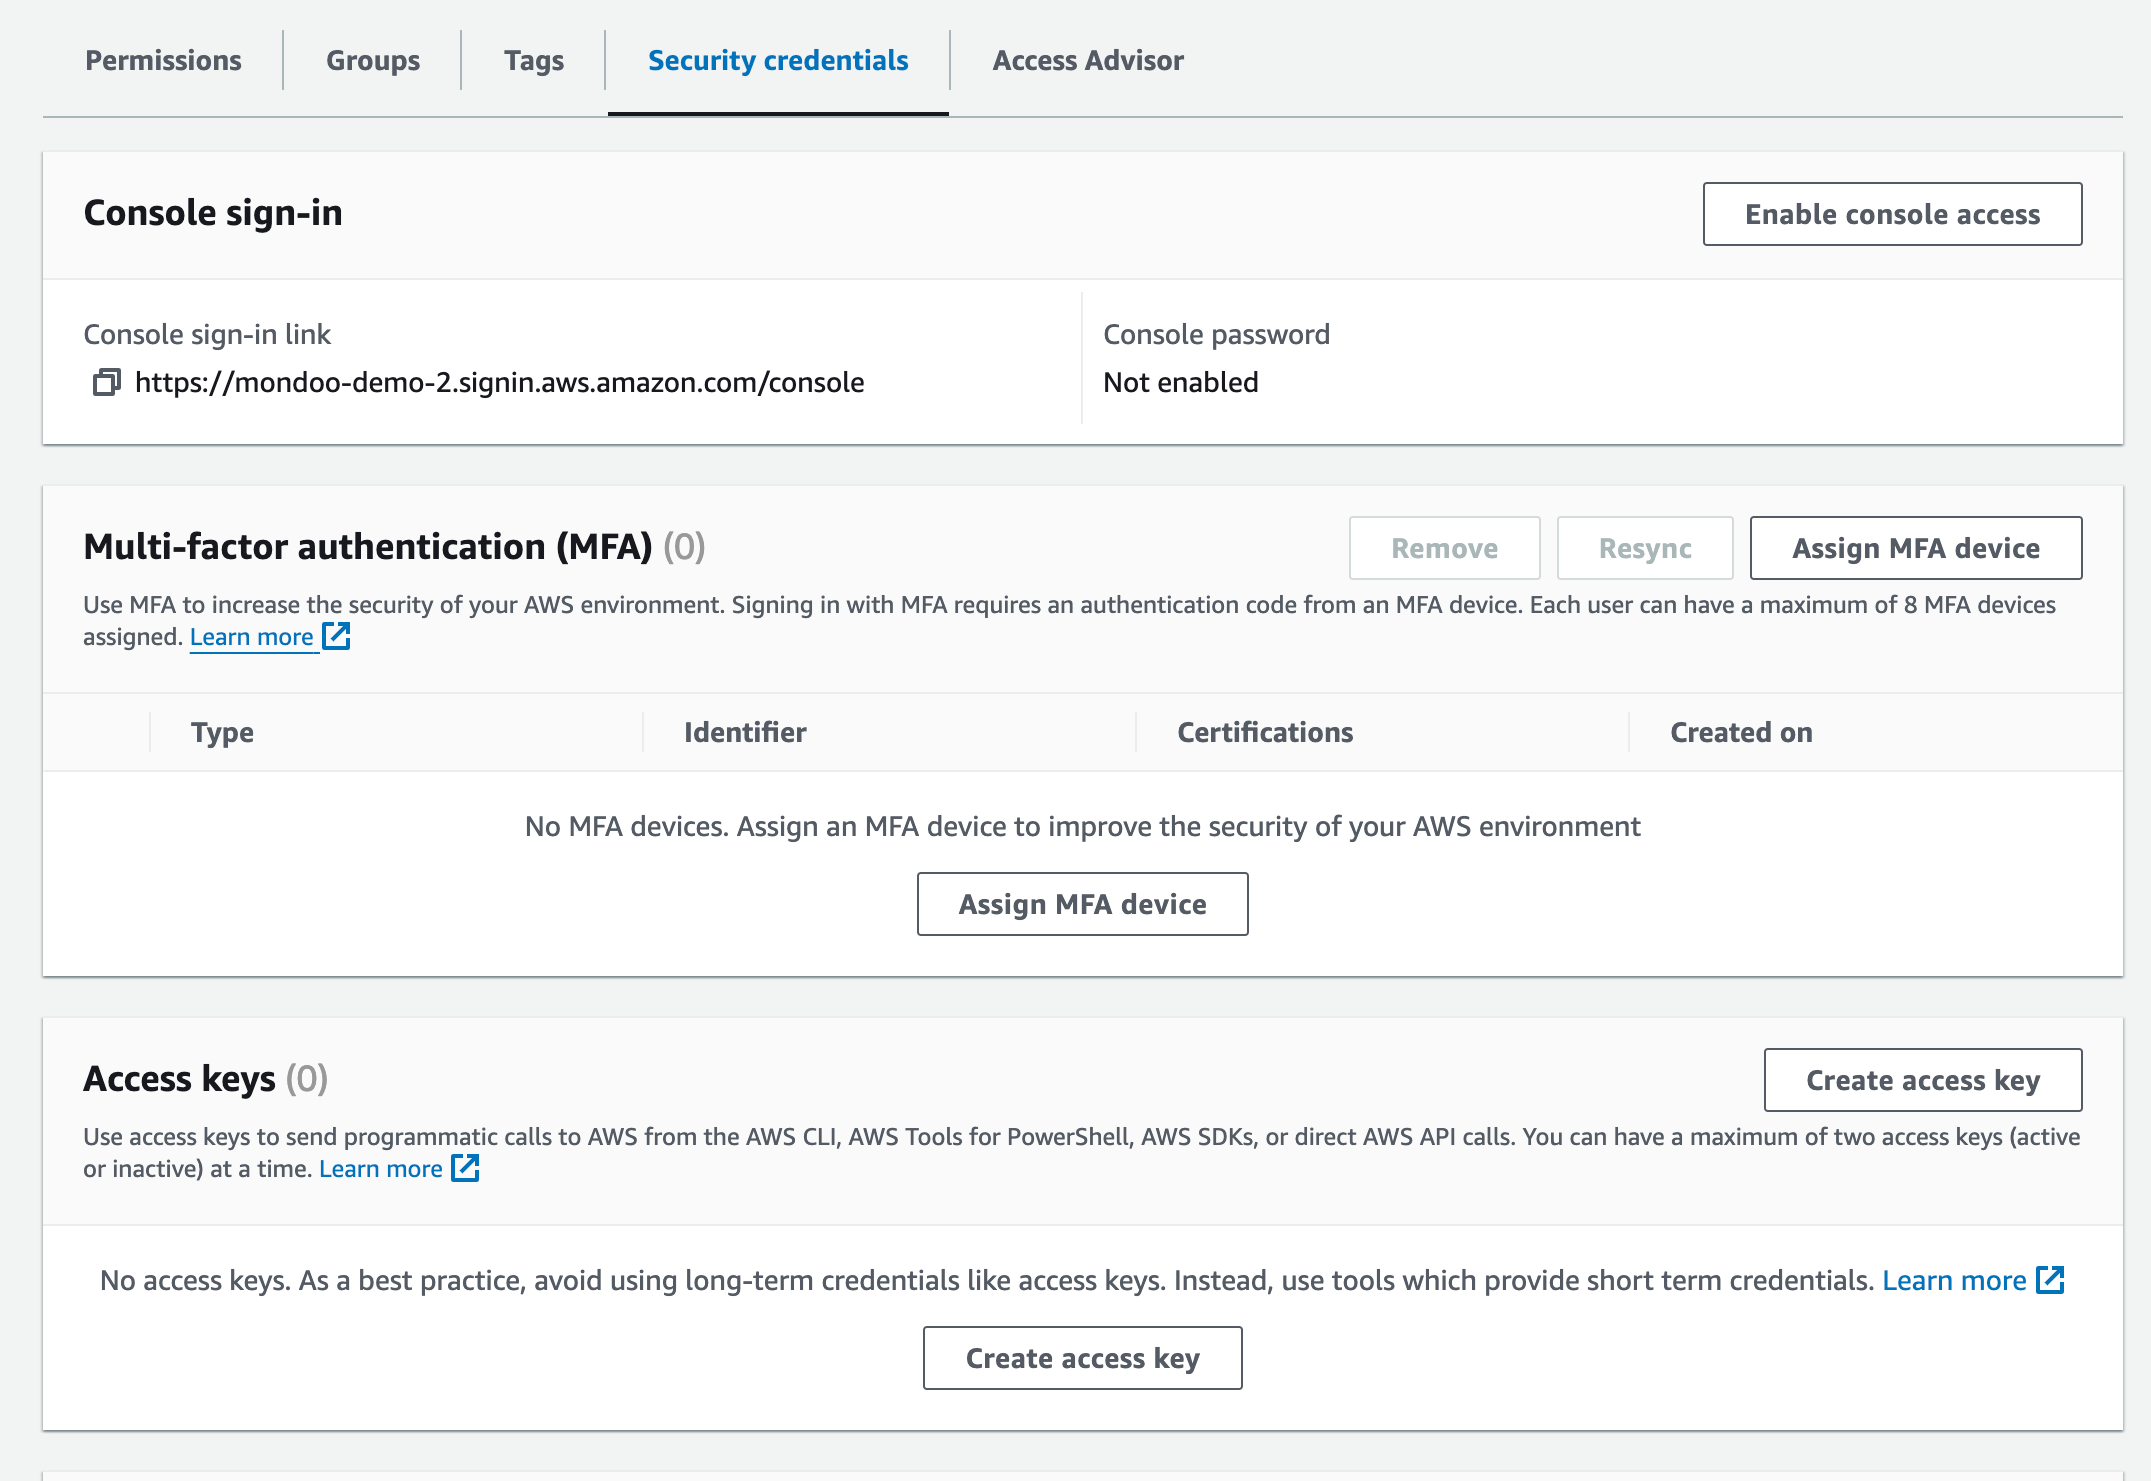 Permissions Groups Tags Security credentials Access Advisor
Console sign-in Enable console access
Console sign-in link
https://mondoo-demo-2.signin.aws.amazon.com/console
Console password
Not enabled
Multi-factor authentication (MFA) (0) Remove Resync Assign MFA device
Use MFA to increase the security of your AWS environment. Signing in with MFA requires an authentication code from an MFA device. Each user can have a maximum of 8 MFA devices
assigned. Learn more
Type Identifier Certifications Created on
No MFA devices. Assign an MFA device to improve the security of your AWS environment
Assign MFA device
Access keys (0) Create access key
Use access keys to send programmatic calls to AWS from the AWS CLI, AWS Tools for PowerShell, AWS SDKs, or direct AWS API calls. You can have a maximum of two access keys (active
or inactive) at a time. Learn more
No access keys. As a best practice, avoid using long-term credentials like access keys. Instead, use tools which provide short term credentials. Learn more
Create access key